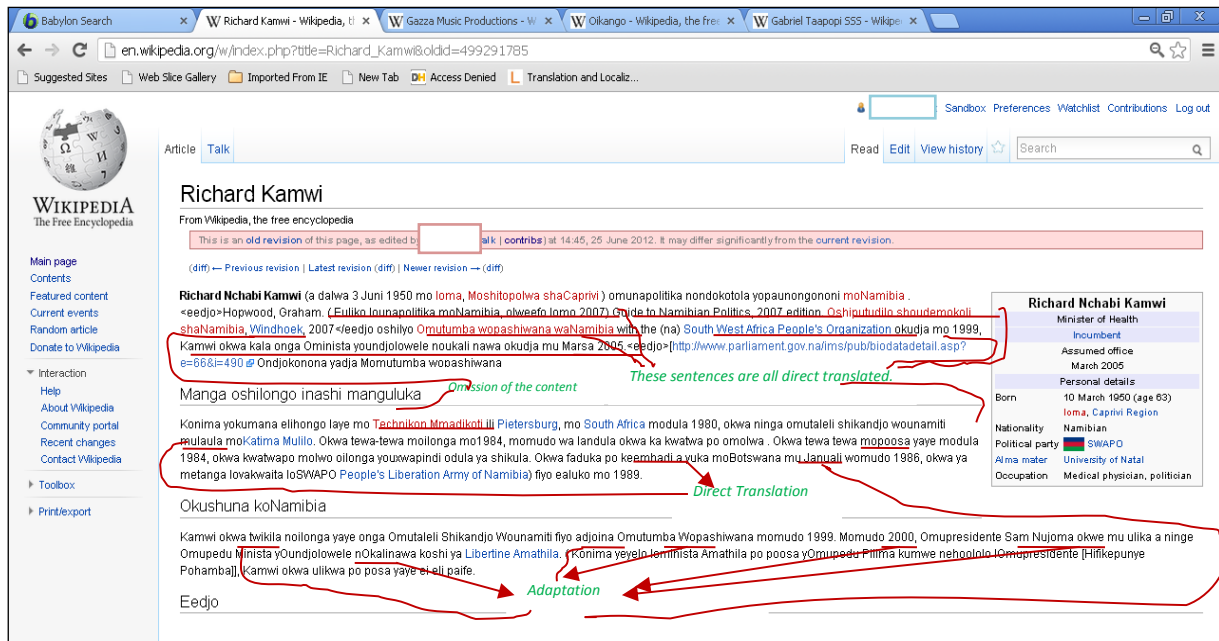 Babylon Search
Richard Kamwi - Wikipedia, t
Gazza Music Productions - W
Oikango - Wikipedia, the free
Gabriel Taapopi SSS - Wikipe
en.wikipedia.org/w/index.php?title=Richard_Kamwi&oldid=499291785
Suggested Sites Web Slice Gallery Imported From IE New Tab DH Access Denied L Translation and Localiz...
Sandbox Preferences Watchlist Contributions Log out
Article Talk
Read Edit View history Search
WIKIPEDIA
The Free Encyclopedia
Main page
Contents
Featured content
Current events
Random article
Donate to Wikipedia
Interaction
Help
About Wikipedia
Community portal
Recent changes
Contact Wikipedia
Toolbox
Print/export
Richard Kamwi
From Wikipedia, the free encyclopedia
This is an old revision of this page, as edited by alk | contribs) at 14:45, 25 June 2012. It may differ significantly from the current revision.
(diff) ← Previous revision | Latest revision (diff) | Newer revision → (diff)
Richard Nchabi Kamwi (a dalwa 3 Juni 1950 mo Ioma, Moshitopolwa shaCaprivi ) omunapolitika nondokotola yopaunongononi moNamibia .
<eedjo>Hopwood, Graham. ( Euliko lounapolitika moNamibia, olweefo lomo 2007) Guide to Namibian Politics, 2007 edition. Oshiputudilo shoudemokoli
shaNamibia, Windhoek, 2007</eedjo oshilyo Omutumba wopashiwana waNamibia with the (na) South West Africa People's Organization okudja mo 1999,
Kamwi okwa kala onga Ominista youndjolowele noukali nawa okudja mu Marsa 2005.<eedjo>[http://www.parliament.gov.na/ims/pub/biodatadetail.asp?
e=66&i=490 Ondjokonona yadja Momutumba wopashiwana
These sentences are all direct translated.
Omission of the content
Manga oshilongo inashi manguluka
Konima yokumana elihongo laye mo Technikon Mmadikoti ili Pietersburg, mo South Africa modula 1980, okwa ninga omutaleli shikandjo wounamiti
mulaula moKatima Mulilo. Okwa tewa-tewa moilonga mo1984, momudo wa landula okwa ka kwatwa po omolwa . Okwa tewa tewa mopoosa yaye modula
1984, okwa kwatwapo molwo oilonga youxwapindi odula ya shikula. Okwa faduka po keembadi a yuka moBotswana mu Januali womudo 1986, okwa ya
metanga lovakwaita loSWAPO People's Liberation Army of Namibia) fiyo ealuko mo 1989.
Direct Translation
Okushuna koNamibia
Kamwi okwa twikila noilonga yaye onga Omutaleli Shikandjo Wounamiti fiyo adjoina Omutumba Wopashiwana momudo 1999. Momudo 2000, Omupresidente Sam Nujoma okwe mu ulika a ninge
Omupedu Minista yOundjolowele nOkalinawa koshi ya Libertine Amathila. ( Konima yeyelo lominista Amathila po poosa yOmupedu Pilima kumwe nehoololo lOmupresidente [Hifikepunye
Pohamba]], Kamwi okwa ulikwa po posa yaye ei eli paife.
Adaptation
Eedjo
Richard Nchabi Kamwi
Minister of Health
Incumbent
Assumed office
March 2005
Personal details
Born 10 March 1950 (age 63)
Ioma, Caprivi Region
Nationality Namibian
Political party SWAPO
Alma mater University of Natal
Occupation Medical physician, politician